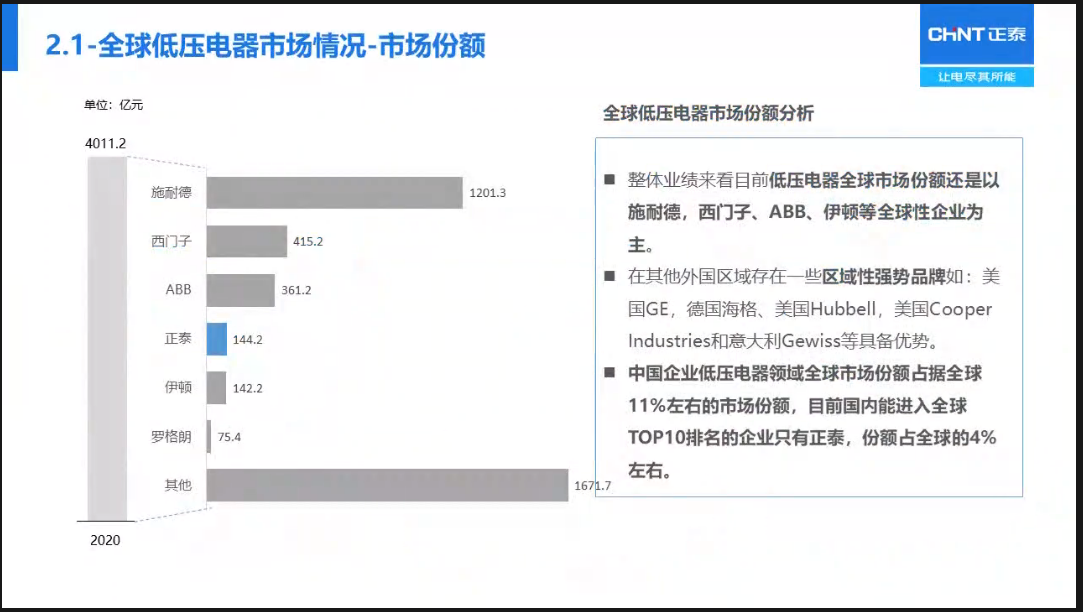 2.1-全球低压电器市场情况-市场份额
CHNT 正泰
让电尽其所能
单位：亿元
4011.2
施耐德 1201.3
西门子 415.2
ABB 361.2
正泰 144.2
伊顿 142.2
罗格朗 75.4
其他 1671.7
2020
全球低压电器市场份额分析
■ 整体业绩来看目前低压电器全球市场份额还是以
施耐德，西门子、ABB、伊顿等全球性企业为
主。
■ 在其他外国区域存在一些区域性强势品牌如：美
国GE，德国海格、美国Hubbell，美国Cooper
Industries和意大利Gewiss等具备优势。
■ 中国企业低压电器领域全球市场份额占据全球
11%左右的市场份额，目前国内能进入全球
TOP10排名的企业只有正泰，份额占全球的4%
左右。